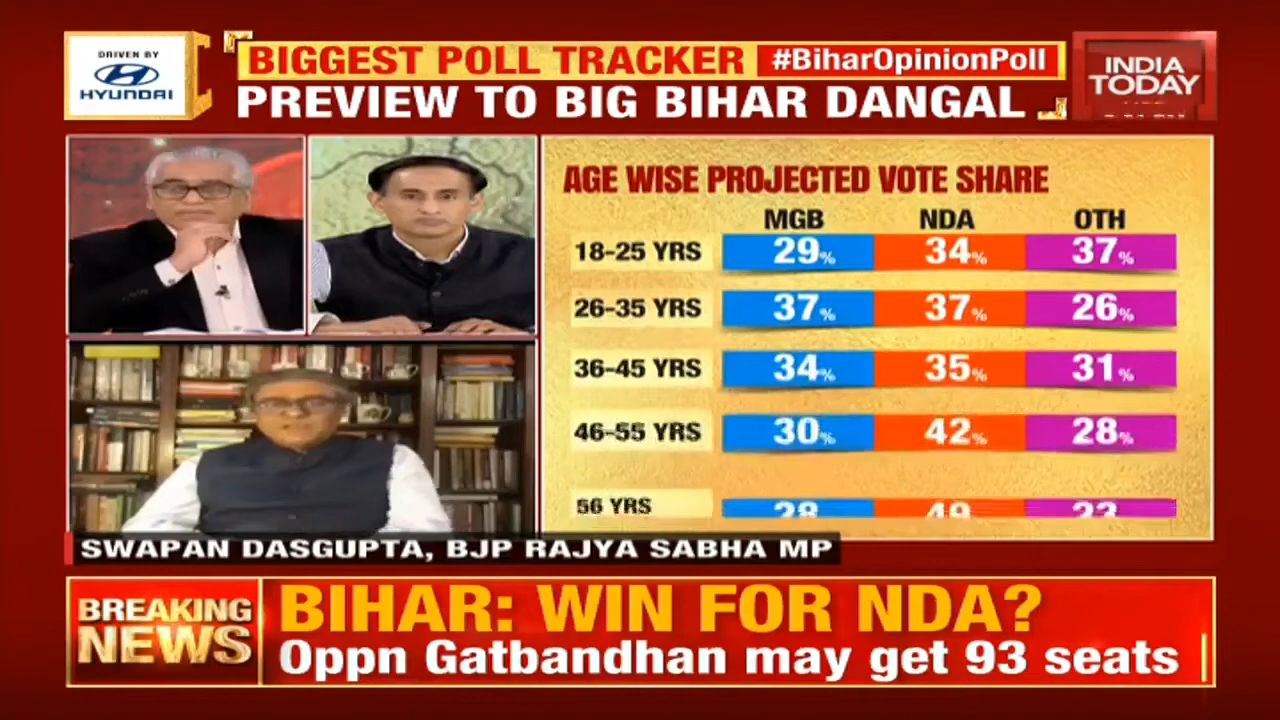 DRIVEN BY
HYUNDAI
BIGGEST POLL TRACKER #BiharOpinionPoll
PREVIEW TO BIG BIHAR DANGAL
INDIA
TODAY
AGE WISE PROJECTED VOTE SHARE
MGB NDA OTH
18-25 YRS 29% 34% 37%
26-35 YRS 37% 37% 26%
36-45 YRS 34% 35% 31%
46-55 YRS 30% 42% 28%
56 YRS 28 49 23
SWAPAN DASGUPTA, BJP RAJYA SABHA MP
BREAKING
NEWS
BIHAR: WIN FOR NDA?
Oppn Gatbandhan may get 93 seats